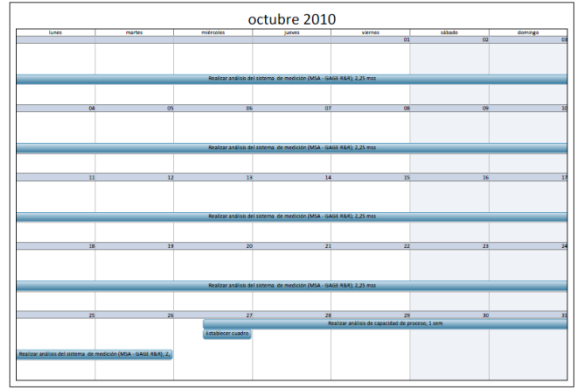 octubre 2010
lunes martes miércoles jueves viernes sábado domingo
01 02 03
Realizar análisis del sistema de medición (MSA - GAGE R&R); 2,25 mss
04 05 06 07 08 09 10
Realizar análisis del sistema de medición (MSA - GAGE R&R); 2,25 mss
11 12 13 14 15 16 17
Realizar análisis del sistema de medición (MSA - GAGE R&R); 2,25 mss
18 19 20 21 22 23 24
Realizar análisis del sistema de medición (MSA - GAGE R&R); 2,25 mss
25 26 27 28 29 30 31
Realizar análisis de capacidad de proceso; 1 sem
Establecer cuadro
Realizar análisis del sistema de medición (MSA - GAGE R&R); 2,